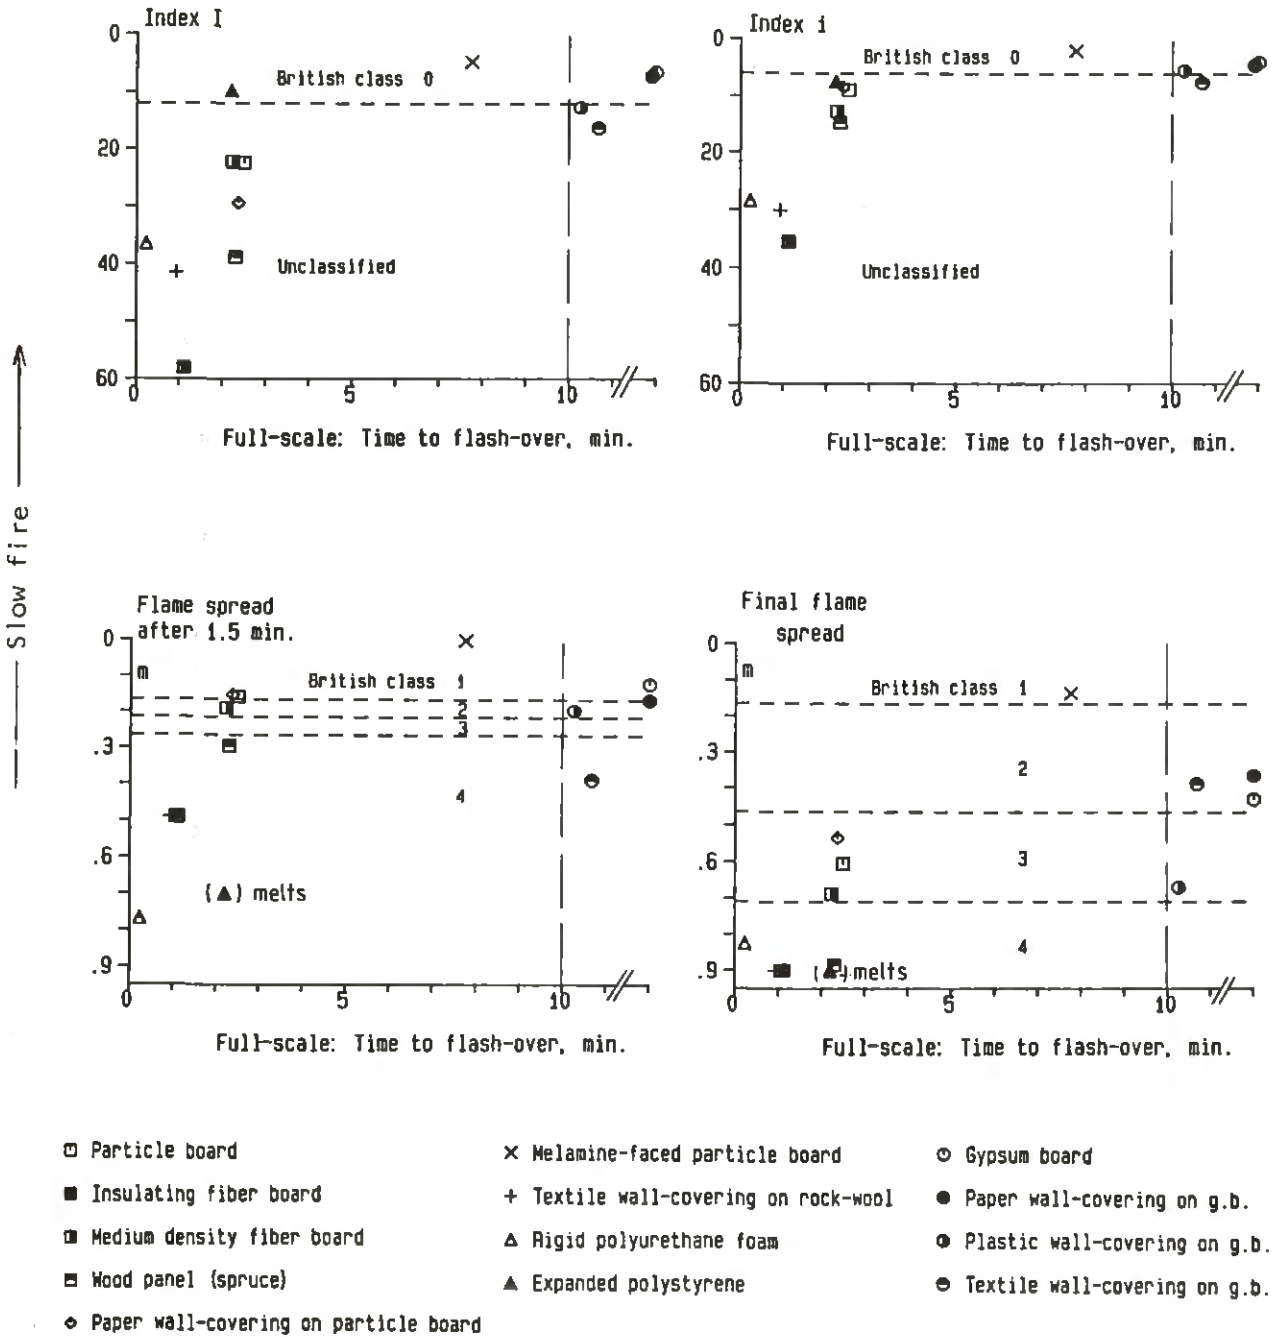 Index I
0
20
40
60
British class 0
Unclassified
0 5 10
Full-scale: Time to flash-over, min.
Index i
0
20
40
60
British class 0
Unclassified
0 5 10
Full-scale: Time to flash-over, min.
Slow fire
Flame spread
after 1.5 min.
0
m
.3
.6
.9
British class 1
2
3
4
(▲) melts
0 5 10
Full-scale: Time to flash-over, min.
Final flame
spread
0
m
.3
.6
.9
British class 1
2
3
4
(▲) melts
0 5 10
Full-scale: Time to flash-over, min.
Particle board
Insulating fiber board
Medium density fiber board
Wood panel (spruce)
Paper wall-covering on particle board
Melamine-faced particle board
Textile wall-covering on rock-wool
Rigid polyurethane foam
Expanded polystyrene
Gypsum board
Paper wall-covering on g.b.
Plastic wall-covering on g.b.
Textile wall-covering on g.b.